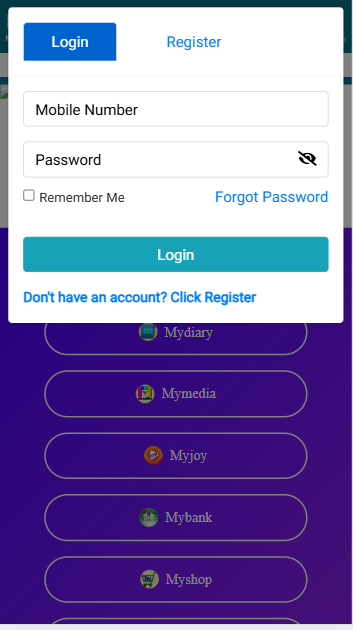 Login
Register
Mobile Number
Password
Remember Me
Forgot Password
Login
Don't have an account? Click Register
Mydiary
Mymedia
Myjoy
Mybank
Myshop